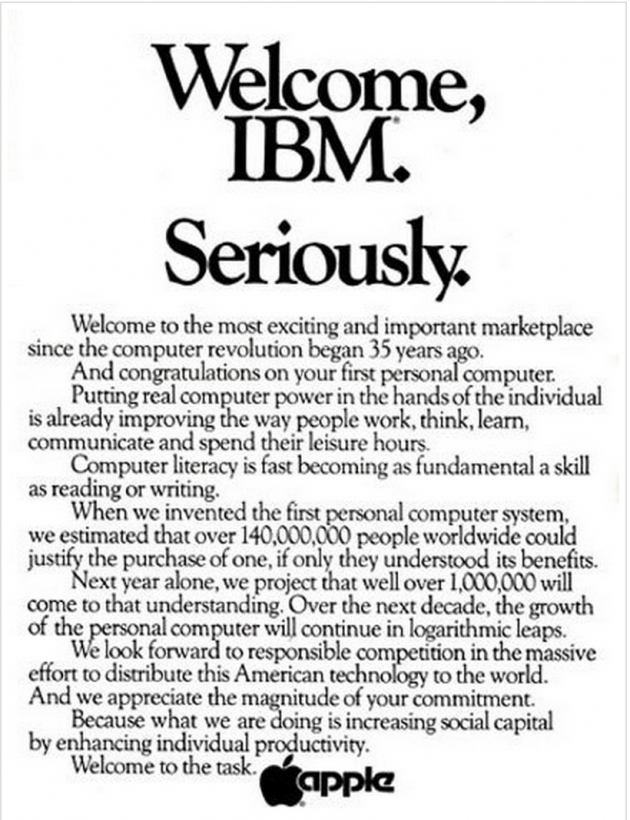 Welcome,
IBM.®
Seriously.
Welcome to the most exciting and important marketplace
since the computer revolution began 35 years ago.
And congratulations on your first personal computer.
Putting real computer power in the hands of the individual
is already improving the way people work, think, learn,
communicate and spend their leisure hours.
Computer literacy is fast becoming as fundamental a skill
as reading or writing.
When we invented the first personal computer system,
we estimated that over 140,000,000 people worldwide could
justify the purchase of one, if only they understood its benefits.
Next year alone, we project that well over 1,000,000 will
come to that understanding. Over the next decade, the growth
of the personal computer will continue in logarithmic leaps.
We look forward to responsible competition in the massive
effort to distribute this American technology to the world.
And we appreciate the magnitude of your commitment.
Because what we are doing is increasing social capital
by enhancing individual productivity.
Welcome to the task.
apple